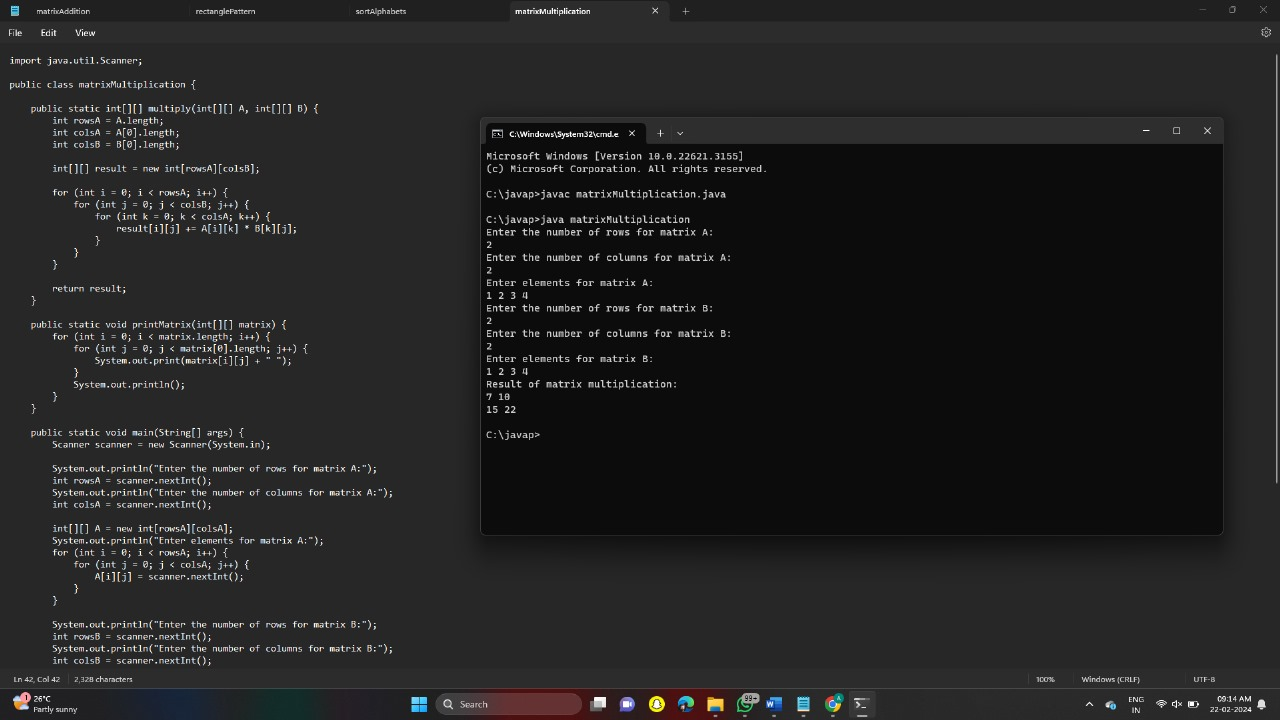 matrixAddition
rectanglePattern
sortAlphabets
matrixMultiplication
File Edit View
import java.util.Scanner;
public class matrixMultiplication {
public static int[][] multiply(int[][] A, int[][] B) {
int rowsA = A.length;
int colsA = A[0].length;
int colsB = B[0].length;
int[][] result = new int[rowsA][colsB];
for (int i = 0; i < rowsA; i++) {
for (int j = 0; j < colsB; j++) {
for (int k = 0; k < colsA; k++) {
result[i][j] += A[i][k] * B[k][j];
}
}
}
return result;
}
public static void printMatrix(int[][] matrix) {
for (int i = 0; i < matrix.length; i++) {
for (int j = 0; j < matrix[0].length; j++) {
System.out.print(matrix[i][j] + " ");
}
System.out.println();
}
}
public static void main(String[] args) {
Scanner scanner = new Scanner(System.in);
System.out.println("Enter the number of rows for matrix A:");
int rowsA = scanner.nextInt();
System.out.println("Enter the number of columns for matrix A:");
int colsA = scanner.nextInt();
int[][] A = new int[rowsA][colsA];
System.out.println("Enter elements for matrix A:");
for (int i = 0; i < rowsA; i++) {
for (int j = 0; j < colsA; j++) {
A[i][j] = scanner.nextInt();
}
}
System.out.println("Enter the number of rows for matrix B:");
int rowsB = scanner.nextInt();
System.out.println("Enter the number of columns for matrix B:");
int colsB = scanner.nextInt();
C:\Windows\System32\cmd.e
Microsoft Windows [Version 10.0.22621.3155]
(c) Microsoft Corporation. All rights reserved.
C:\javap>javac matrixMultiplication.java
C:\javap>java matrixMultiplication
Enter the number of rows for matrix A:
2
Enter the number of columns for matrix A:
2
Enter elements for matrix A:
1 2 3 4
Enter the number of rows for matrix B:
2
Enter the number of columns for matrix B:
2
Enter elements for matrix B:
1 2 3 4
Result of matrix multiplication:
7 10
15 22
C:\javap>
Ln 42, Col 42 2,328 characters 100% Windows (CRLF) UTF-8
1
26°C
Partly sunny
Search
99+
A
ENG
IN
09:14 AM
22-02-2024